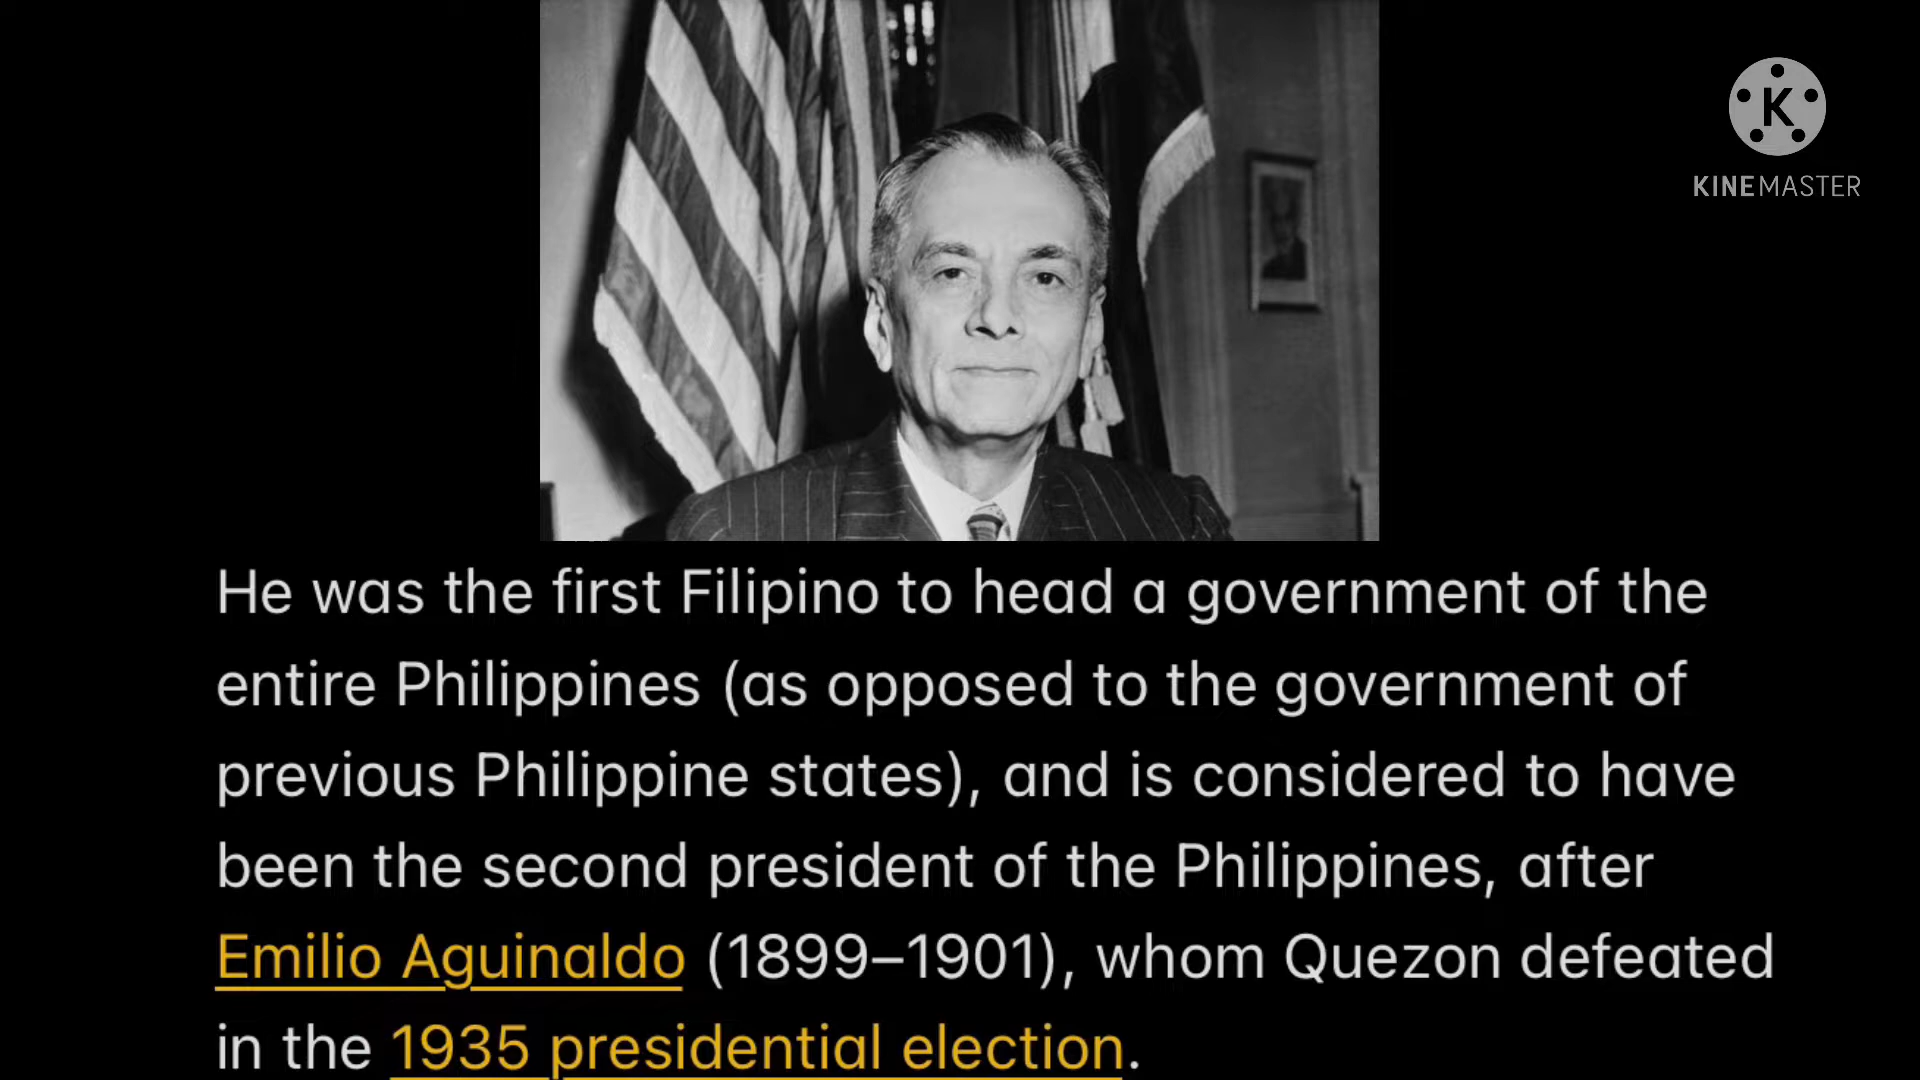 K
KINEMASTER
He was the first Filipino to head a government of the
entire Philippines (as opposed to the government of
previous Philippine states), and is considered to have
been the second president of the Philippines, after
Emilio Aguinaldo (1899–1901), whom Quezon defeated
in the 1935 presidential election.